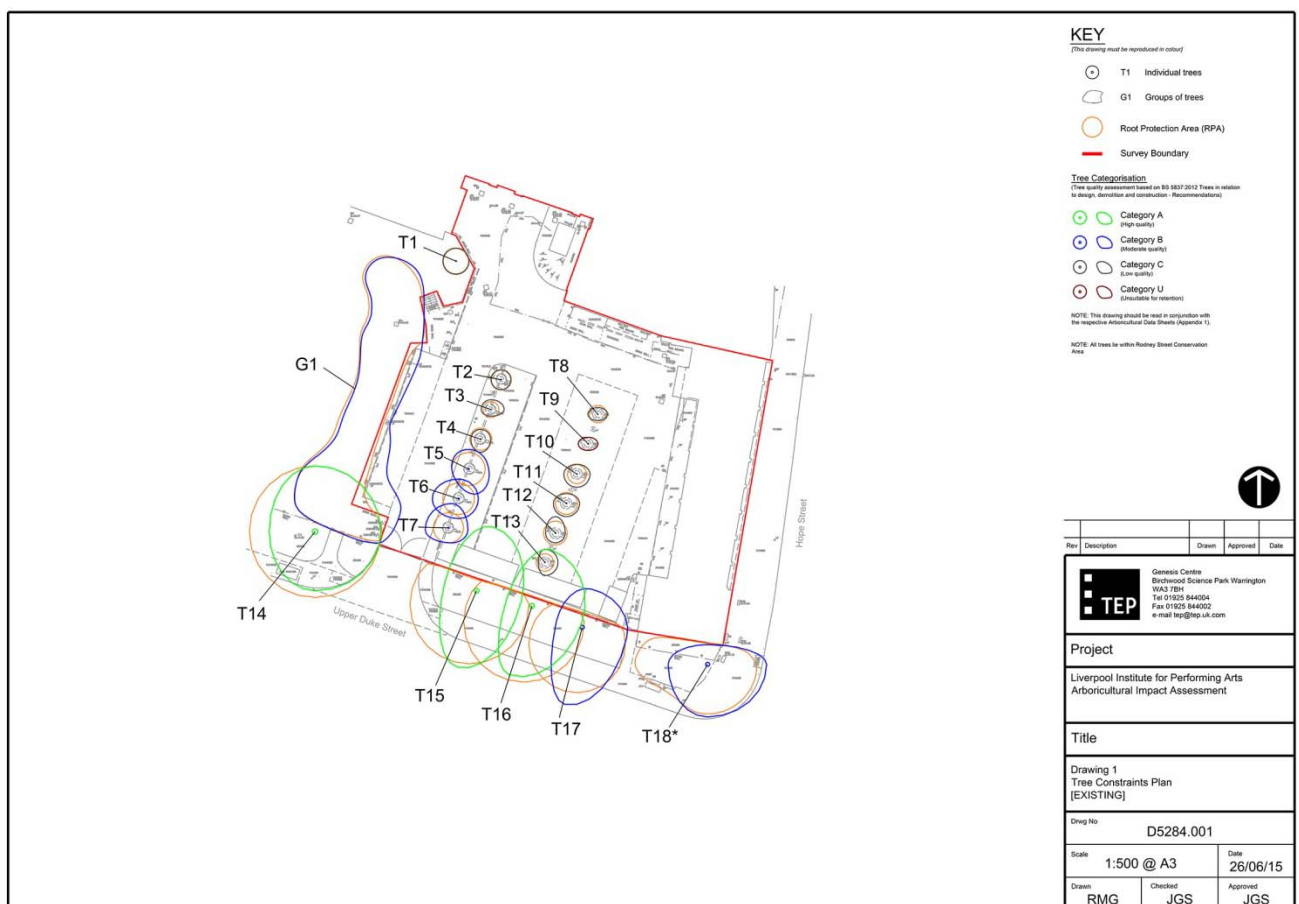 KEY
[This drawing must be reproduced in colour]
T1 Individual trees
G1 Groups of trees
Root Protection Area (RPA)
Survey Boundary
Tree Categorisation
(Tree quality assessment based on BS 5837:2012 Trees in relation
to design, demolition and construction - Recommendations)
Category A
(High quality)
Category B
(Moderate quality)
Category C
(Low quality)
Category U
(Unsuitable for retention)
NOTE: This drawing should be read in conjunction with
the respective Arboricultural Data Sheets (Appendix 1).
NOTE: All trees lie within Rodney Street Conservation
Area
T1
G1
T2
T3
T4
T5
T6
T7
T8
T9
T10
T11
T12
T13
T14
T15
T16
T17
T18*
Upper Duke Street
Hope Street
Rev Description Drawn Approved Date
TEP
Genesis Centre
Birchwood Science Park Warrington
WA3 7BH
Tel 01925 844004
Fax 01925 844002
e-mail tep@tep.uk.com
Project
Liverpool Institute for Performing Arts
Arboricultural Impact Assessment
Title
Drawing 1
Tree Constraints Plan
[EXISTING]
Drwg No
D5284.001
Scale
1:500 @ A3
Date
26/06/15
Drawn
RMG
Checked
JGS
Approved
JGS